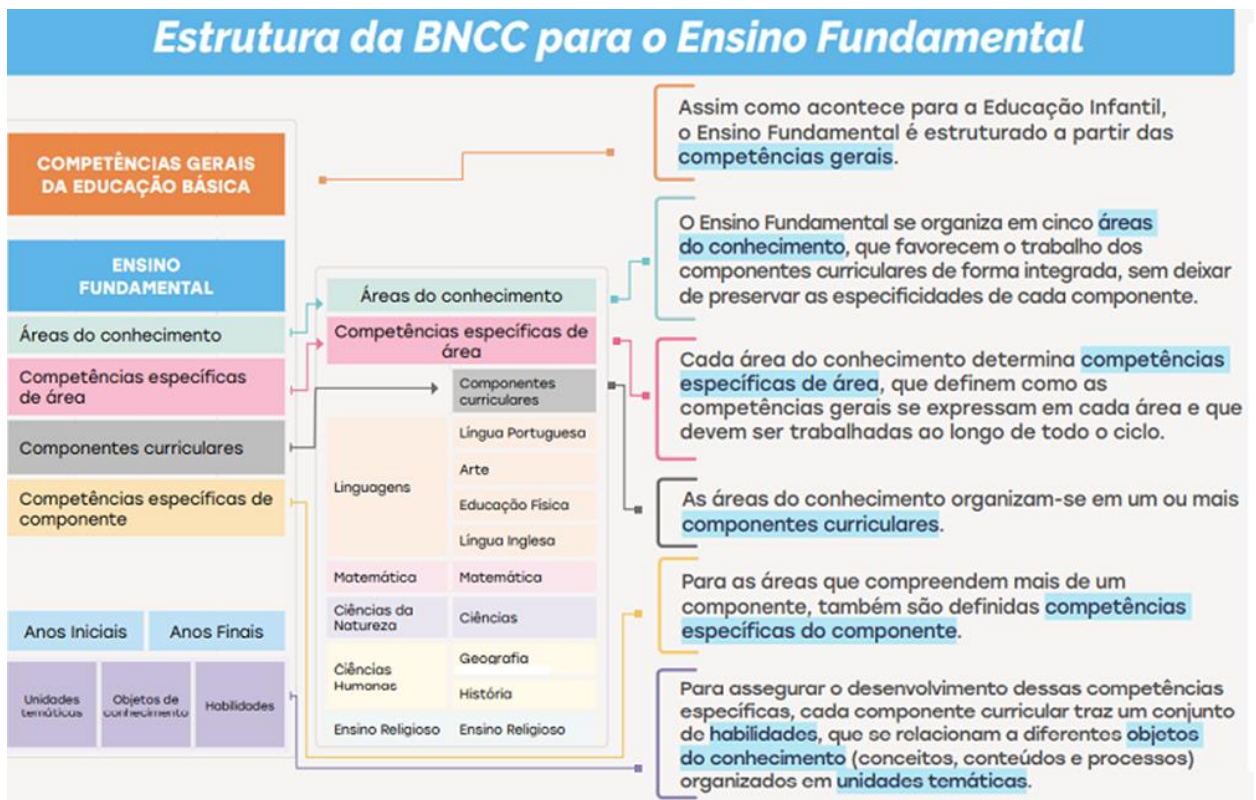 Estrutura da BNCC para o Ensino Fundamental
COMPETÊNCIAS GERAIS
DA EDUCAÇÃO BÁSICA
ENSINO
FUNDAMENTAL
Áreas do conhecimento
Competências específicas
de área
Componentes curriculares
Competências específicas de
componente
Anos Iniciais
Anos Finais
Unidades
temáticas
Objetos de
conhecimento
Habilidades
Áreas do conhecimento
Competências específicas de
área
Componentes
curriculares
Linguagens
Língua Portuguesa
Arte
Educação Física
Língua Inglesa
Matemática
Matemática
Ciências da
Natureza
Ciências
Ciências
Humanas
Geografia
História
Ensino Religioso
Ensino Religioso
Assim como acontece para a Educação Infantil,
o Ensino Fundamental é estruturado a partir das
competências gerais.
O Ensino Fundamental se organiza em cinco áreas
do conhecimento, que favorecem o trabalho dos
componentes curriculares de forma integrada, sem deixar
de preservar as especificidades de cada componente.
Cada área do conhecimento determina competências
específicas de área, que definem como as
competências gerais se expressam em cada área e que
devem ser trabalhadas ao longo de todo o ciclo.
As áreas do conhecimento organizam-se em um ou mais
componentes curriculares.
Para as áreas que compreendem mais de um
componente, também são definidas competências
específicas do componente.
Para assegurar o desenvolvimento dessas competências
específicas, cada componente curricular traz um conjunto
de habilidades, que se relacionam a diferentes objetos
do conhecimento (conceitos, conteúdos e processos)
organizados em unidades temáticas.